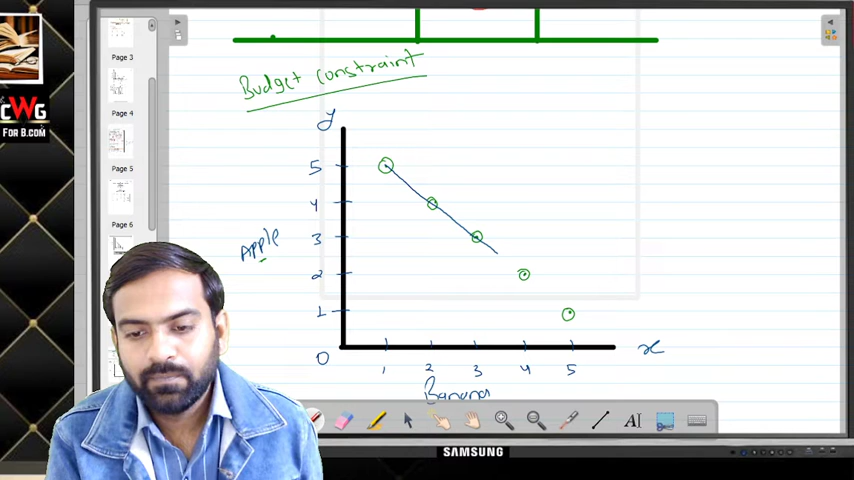 Page 3
CWG
FOR B.COM
Page 4
Page 5
Page 6
Budget constraint
y
5
4
3
Apple
2
1
0
1 2 3 4 5
x
Banana
AI
SAMSUNG